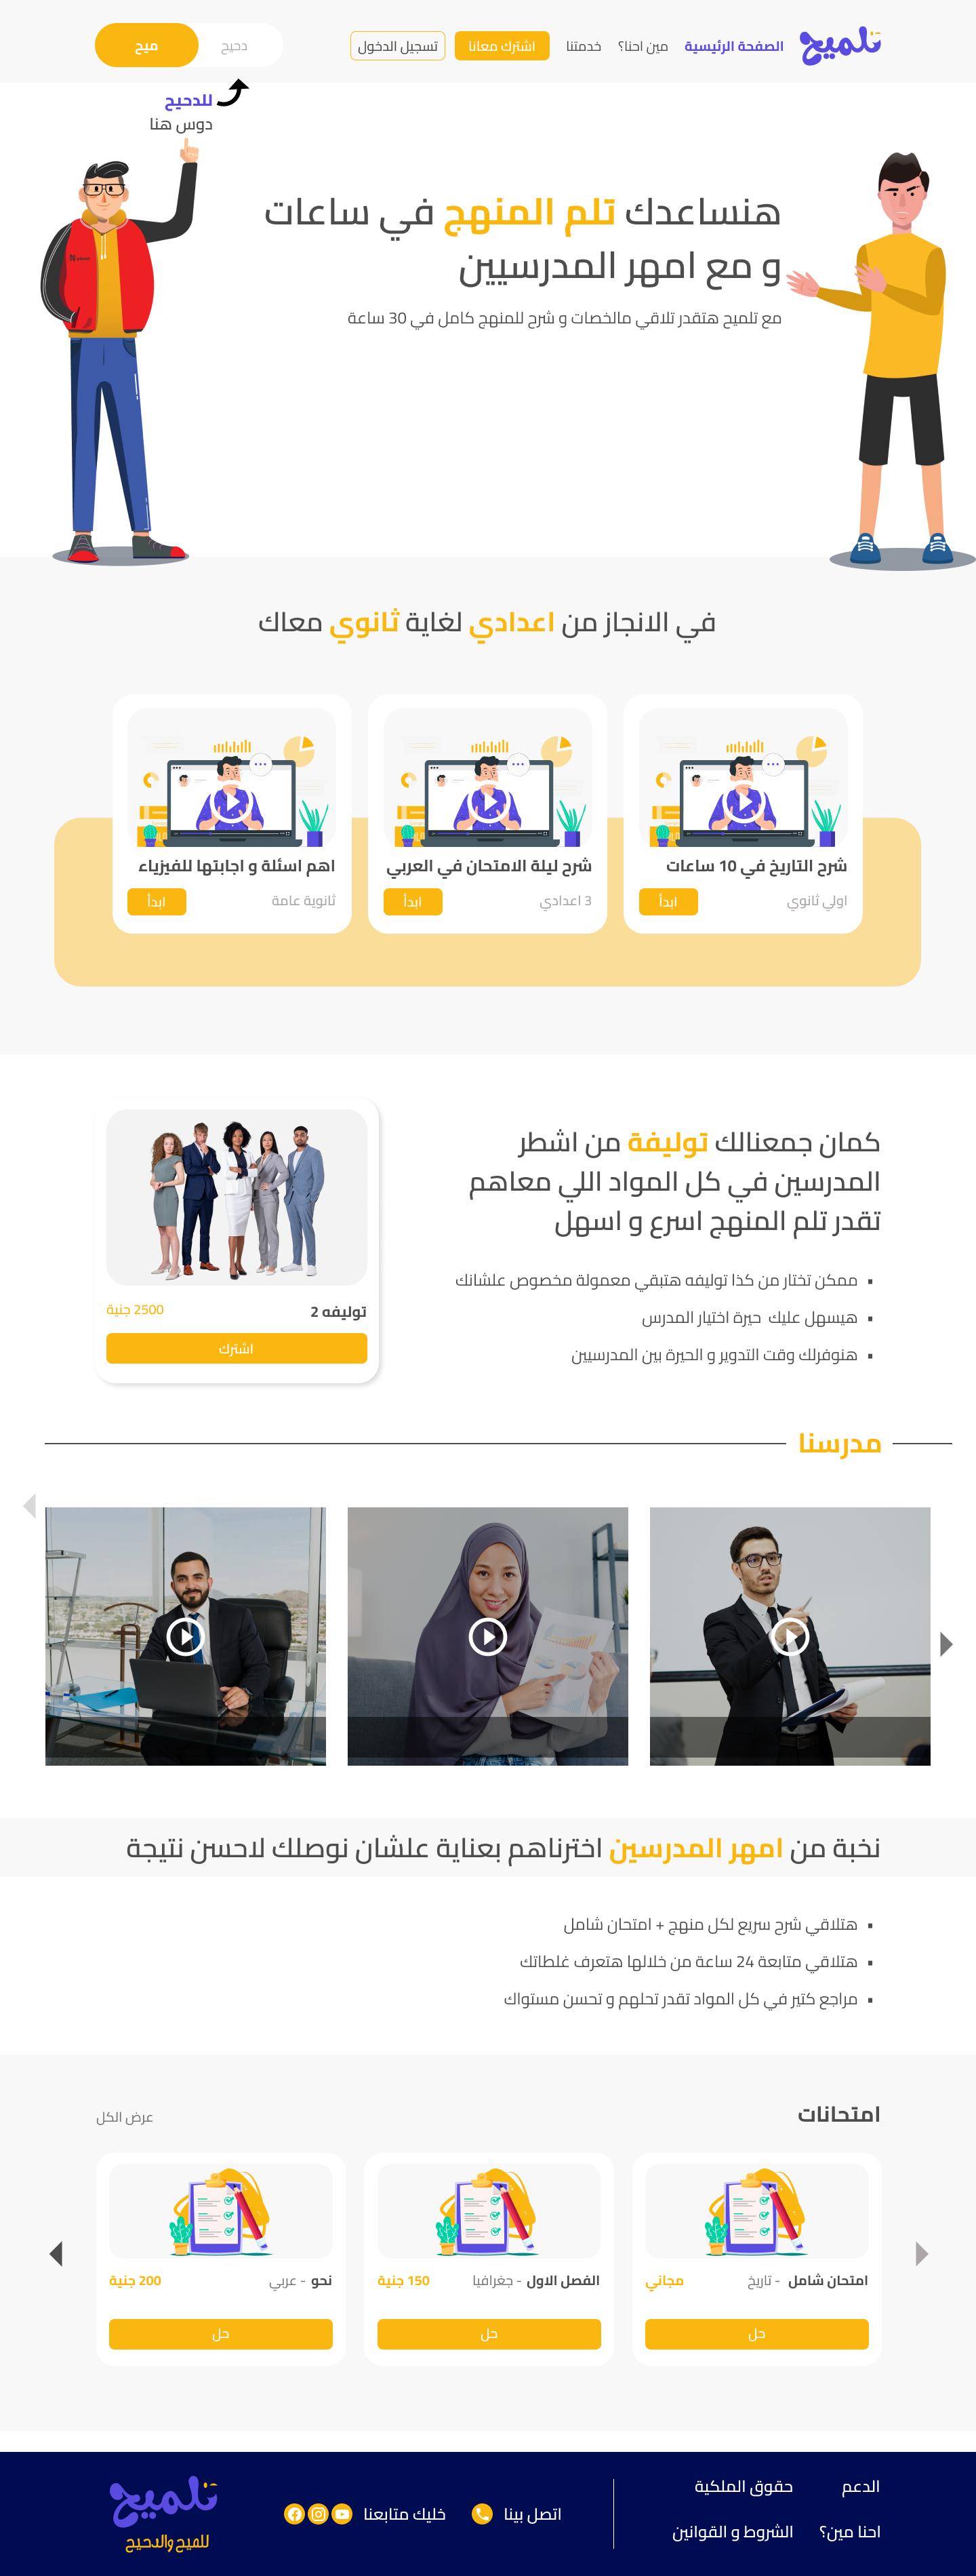 تلميح
الصفحة الرئيسية
مين احنا؟
خدمتنا
اشترك معانا
تسجيل الدخول
دحيح
ميح
للدحيح
دوس هنا
هنساعدك تلم المنهج في ساعات
و مع امهر المدرسيين
مع تلميح هتقدر تلاقي مالخصات و شرح للمنهج كامل في 30 ساعة
في الانجاز من اعدادي لغاية ثانوي معاك
شرح التاريخ في 10 ساعات
اولي ثانوي
ابدأ
شرح ليلة الامتحان في العربي
3 اعدادي
ابدأ
اهم اسئلة و اجابتها للفيزياء
ثانوية عامة
ابدأ
كمان جمعنالك توليفة من اشطر
المدرسين في كل المواد اللي معاهم
تقدر تلم المنهج اسرع و اسهل
▪ ممكن تختار من كذا توليفه هتبقي معمولة مخصوص علشانك
▪ هيسهل عليك حيرة اختيار المدرس
▪ هنوفرلك وقت التدوير و الحيرة بين المدرسيين
توليفه 2
2500 جنية
اشترك
مدرسنا
نخبة من امهر المدرسين اخترناهم بعناية علشان نوصلك لاحسن نتيجة
▪ هتلاقي شرح سريع لكل منهج + امتحان شامل
▪ هتلاقي متابعة 24 ساعة من خلالها هتعرف غلطاتك
▪ مراجع كتير في كل المواد تقدر تحلهم و تحسن مستواك
امتحانات
عرض الكل
امتحان شامل - تاريخ
مجاني
حل
الفصل الاول - جغرافيا
150 جنية
حل
نحو - عربي
200 جنية
حل
الدعم
حقوق الملكية
احنا مين؟
الشروط و القوانين
اتصل بينا
خليك متابعنا
تلميح
للميح والدحيح